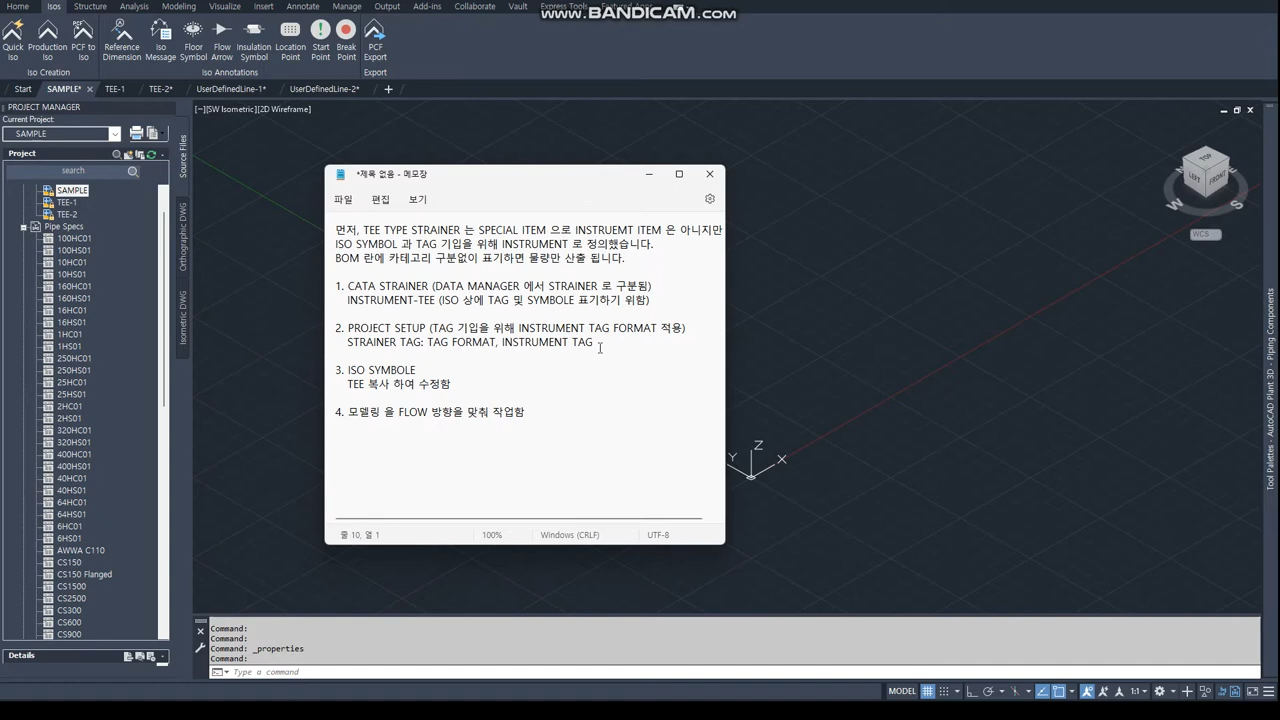 Home Isos Structure Analysis Modeling Visualize Insert Annotate Manage Output Add-ins Collaborate Vault Express Tools
www.BANDICAM.com
Quick Iso
Production Iso
PCF to Iso
Reference Dimension
Iso Message
Floor Symbol
Flow Arrow
Insulation Symbol
Location Point
Start Point
Break Point
PCF Export
Iso Creation
Iso Annotations
Export
Start SAMPLE* TEE-1 TEE-2* UserDefinedLine-1* UserDefinedLine-2*
PROJECT MANAGER
[−][SW Isometric][2D Wireframe]
Current Project:
SAMPLE
Project
search
SAMPLE
TEE-1
TEE-2
Pipe Specs
100HC01
100HS01
10HC01
10HS01
160HC01
160HS01
16HC01
16HS01
1HC01
1HS01
250HC01
250HS01
25HC01
25HS01
2HC01
2HS01
320HC01
320HS01
400HC01
400HS01
40HC01
40HS01
64HC01
64HS01
6HC01
6HS01
AWWA C110
CS150
CS150 Flanged
CS1500
CS2500
CS300
CS600
CS900
Details
Source Files
Orthographic DWG
Isometric DWG
*제목 없음 - 메모장
파일 편집 보기
먼저, TEE TYPE STRAINER 는 SPECIAL ITEM 으로 INSTRUEMT ITEM 은 아니지만
ISO SYMBOL 과 TAG 기입을 위해 INSTRUMENT 로 정의했습니다.
BOM 란에 카테고리 구분없이 표기하면 물량만 산출 됩니다.
1. CATA STRAINER (DATA MANAGER 에서 STRAINER 로 구분됨)
INSTRUMENT-TEE (ISO 상에 TAG 및 SYMBOLE 표기하기 위함)
2. PROJECT SETUP (TAG 기입을 위해 INSTRUMENT TAG FORMAT 적용)
STRAINER TAG: TAG FORMAT, INSTRUMENT TAG
3. ISO SYMBOLE
TEE 복사 하여 수정함
4. 모델링 을 FLOW 방향을 맞춰 작업함
줄 10, 열 1 100% Windows (CRLF) UTF-8
TOP
LEFT
FRONT
W
S
E
WCS
Z
Y
X
Tool Palettes - AutoCAD Plant 3D - Piping Components
Command:
Command:
Command: _properties
Command:
Type a command
MODEL
1:1